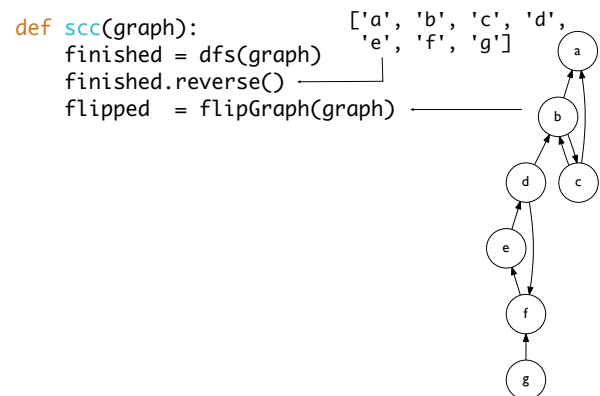 def scc(graph):
    finished = dfs(graph)
    finished.reverse()
    flipped  = flipGraph(graph)
['a', 'b', 'c', 'd',
 'e', 'f', 'g']
a
b
d
c
e
f
g